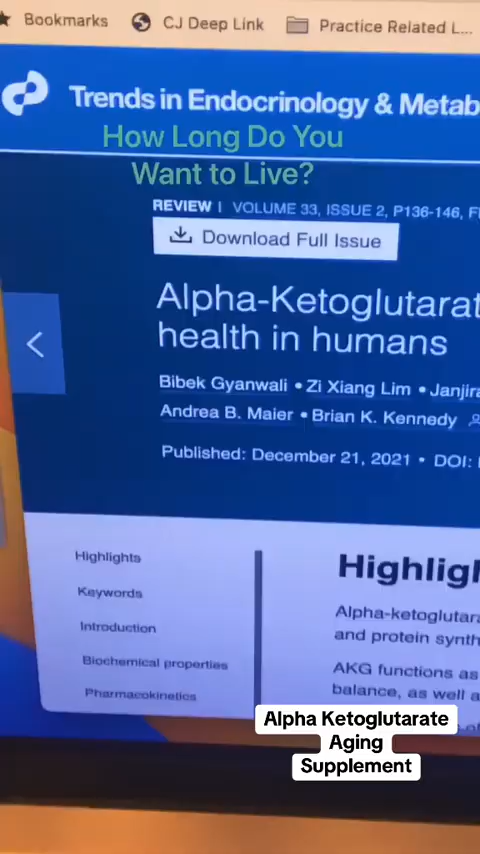 Bookmarks CJ Deep Link Practice Related L...
Trends in Endocrinology & Metab
How Long Do You
Want to Live?
REVIEW | VOLUME 33, ISSUE 2, P136-146,
Download Full Issue
Alpha-Ketoglutarat
health in humans
Bibek Gyanwali • Zi Xiang Lim • Janjira
Andrea B. Maier • Brian K. Kennedy
Published: December 21, 2021 • DOI:
Highlights
Keywords
Introduction
Biochemical properties
Pharmacokinetics
Highlig
Alpha-ketoglutara
and protein synth
AKG functions as
balance, as well a
Alpha Ketoglutarate
Aging
Supplement